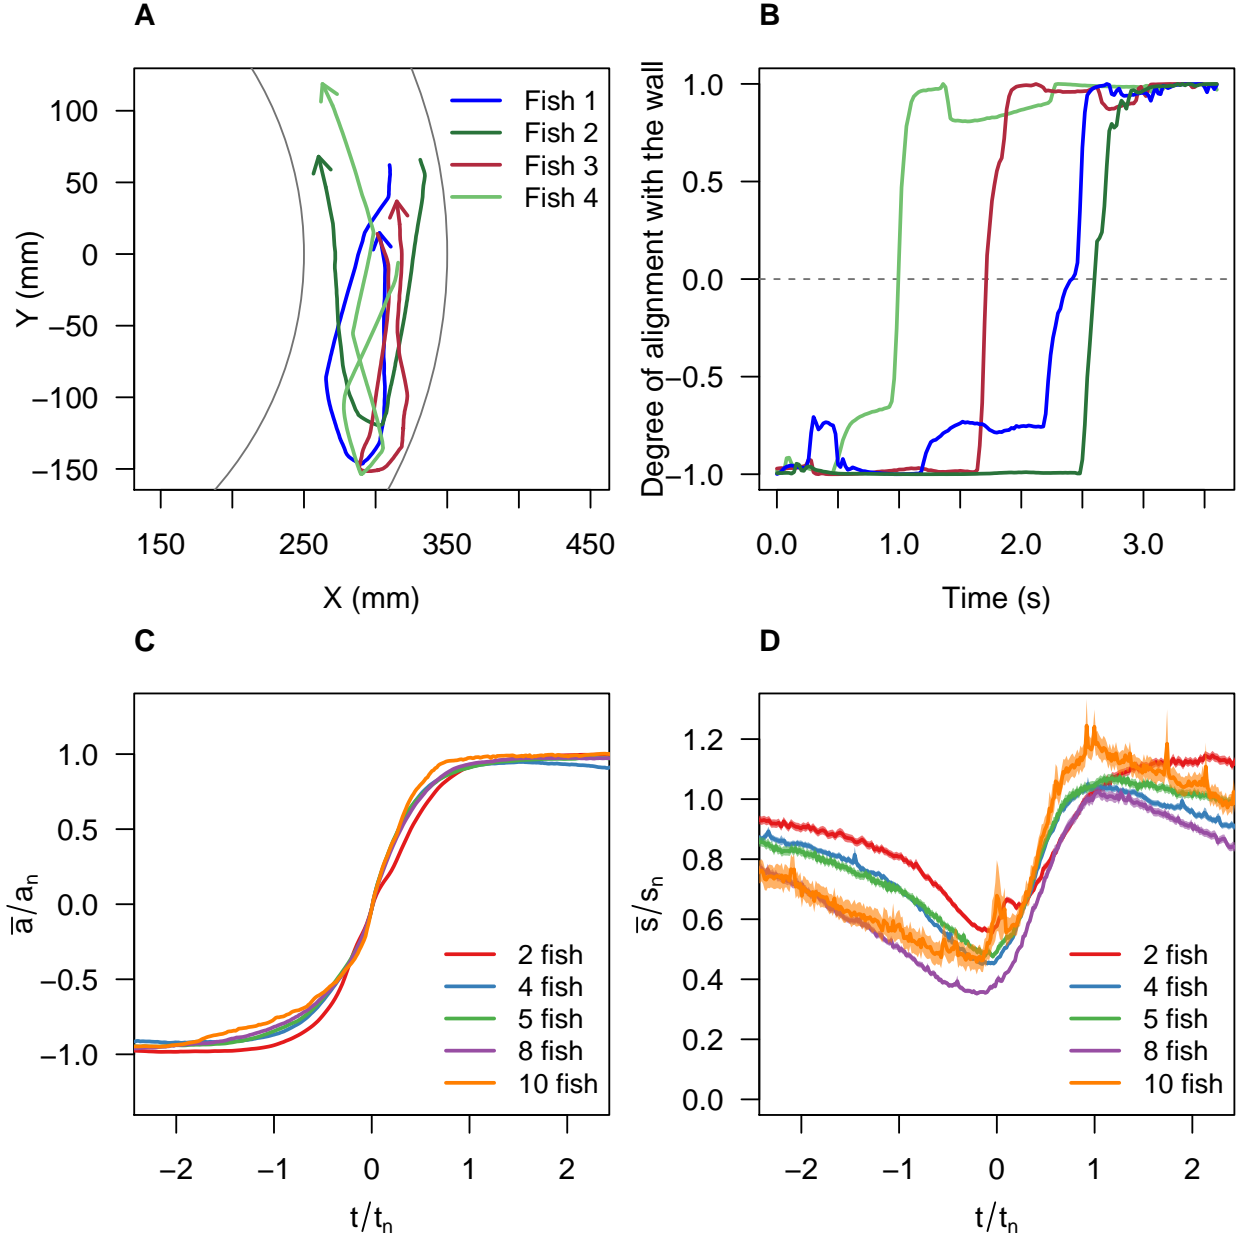 A
100
50
0
−50
−100
−150
Y (mm)
150
250
350
450
X (mm)
Fish 1
Fish 2
Fish 3
Fish 4
B
1.0
0.5
0.0
−0.5
−1.0
Degree of alignment with the wall
0.0
1.0
2.0
3.0
Time (s)
C
1.0
0.5
0.0
−0.5
−1.0
a̅/aₙ
2 fish
4 fish
5 fish
8 fish
10 fish
−2
−1
0
1
2
t/tₙ
D
1.2
1.0
0.8
0.6
0.4
0.2
0.0
s̅/sₙ
2 fish
4 fish
5 fish
8 fish
10 fish
−2
−1
0
1
2
t/tₙ